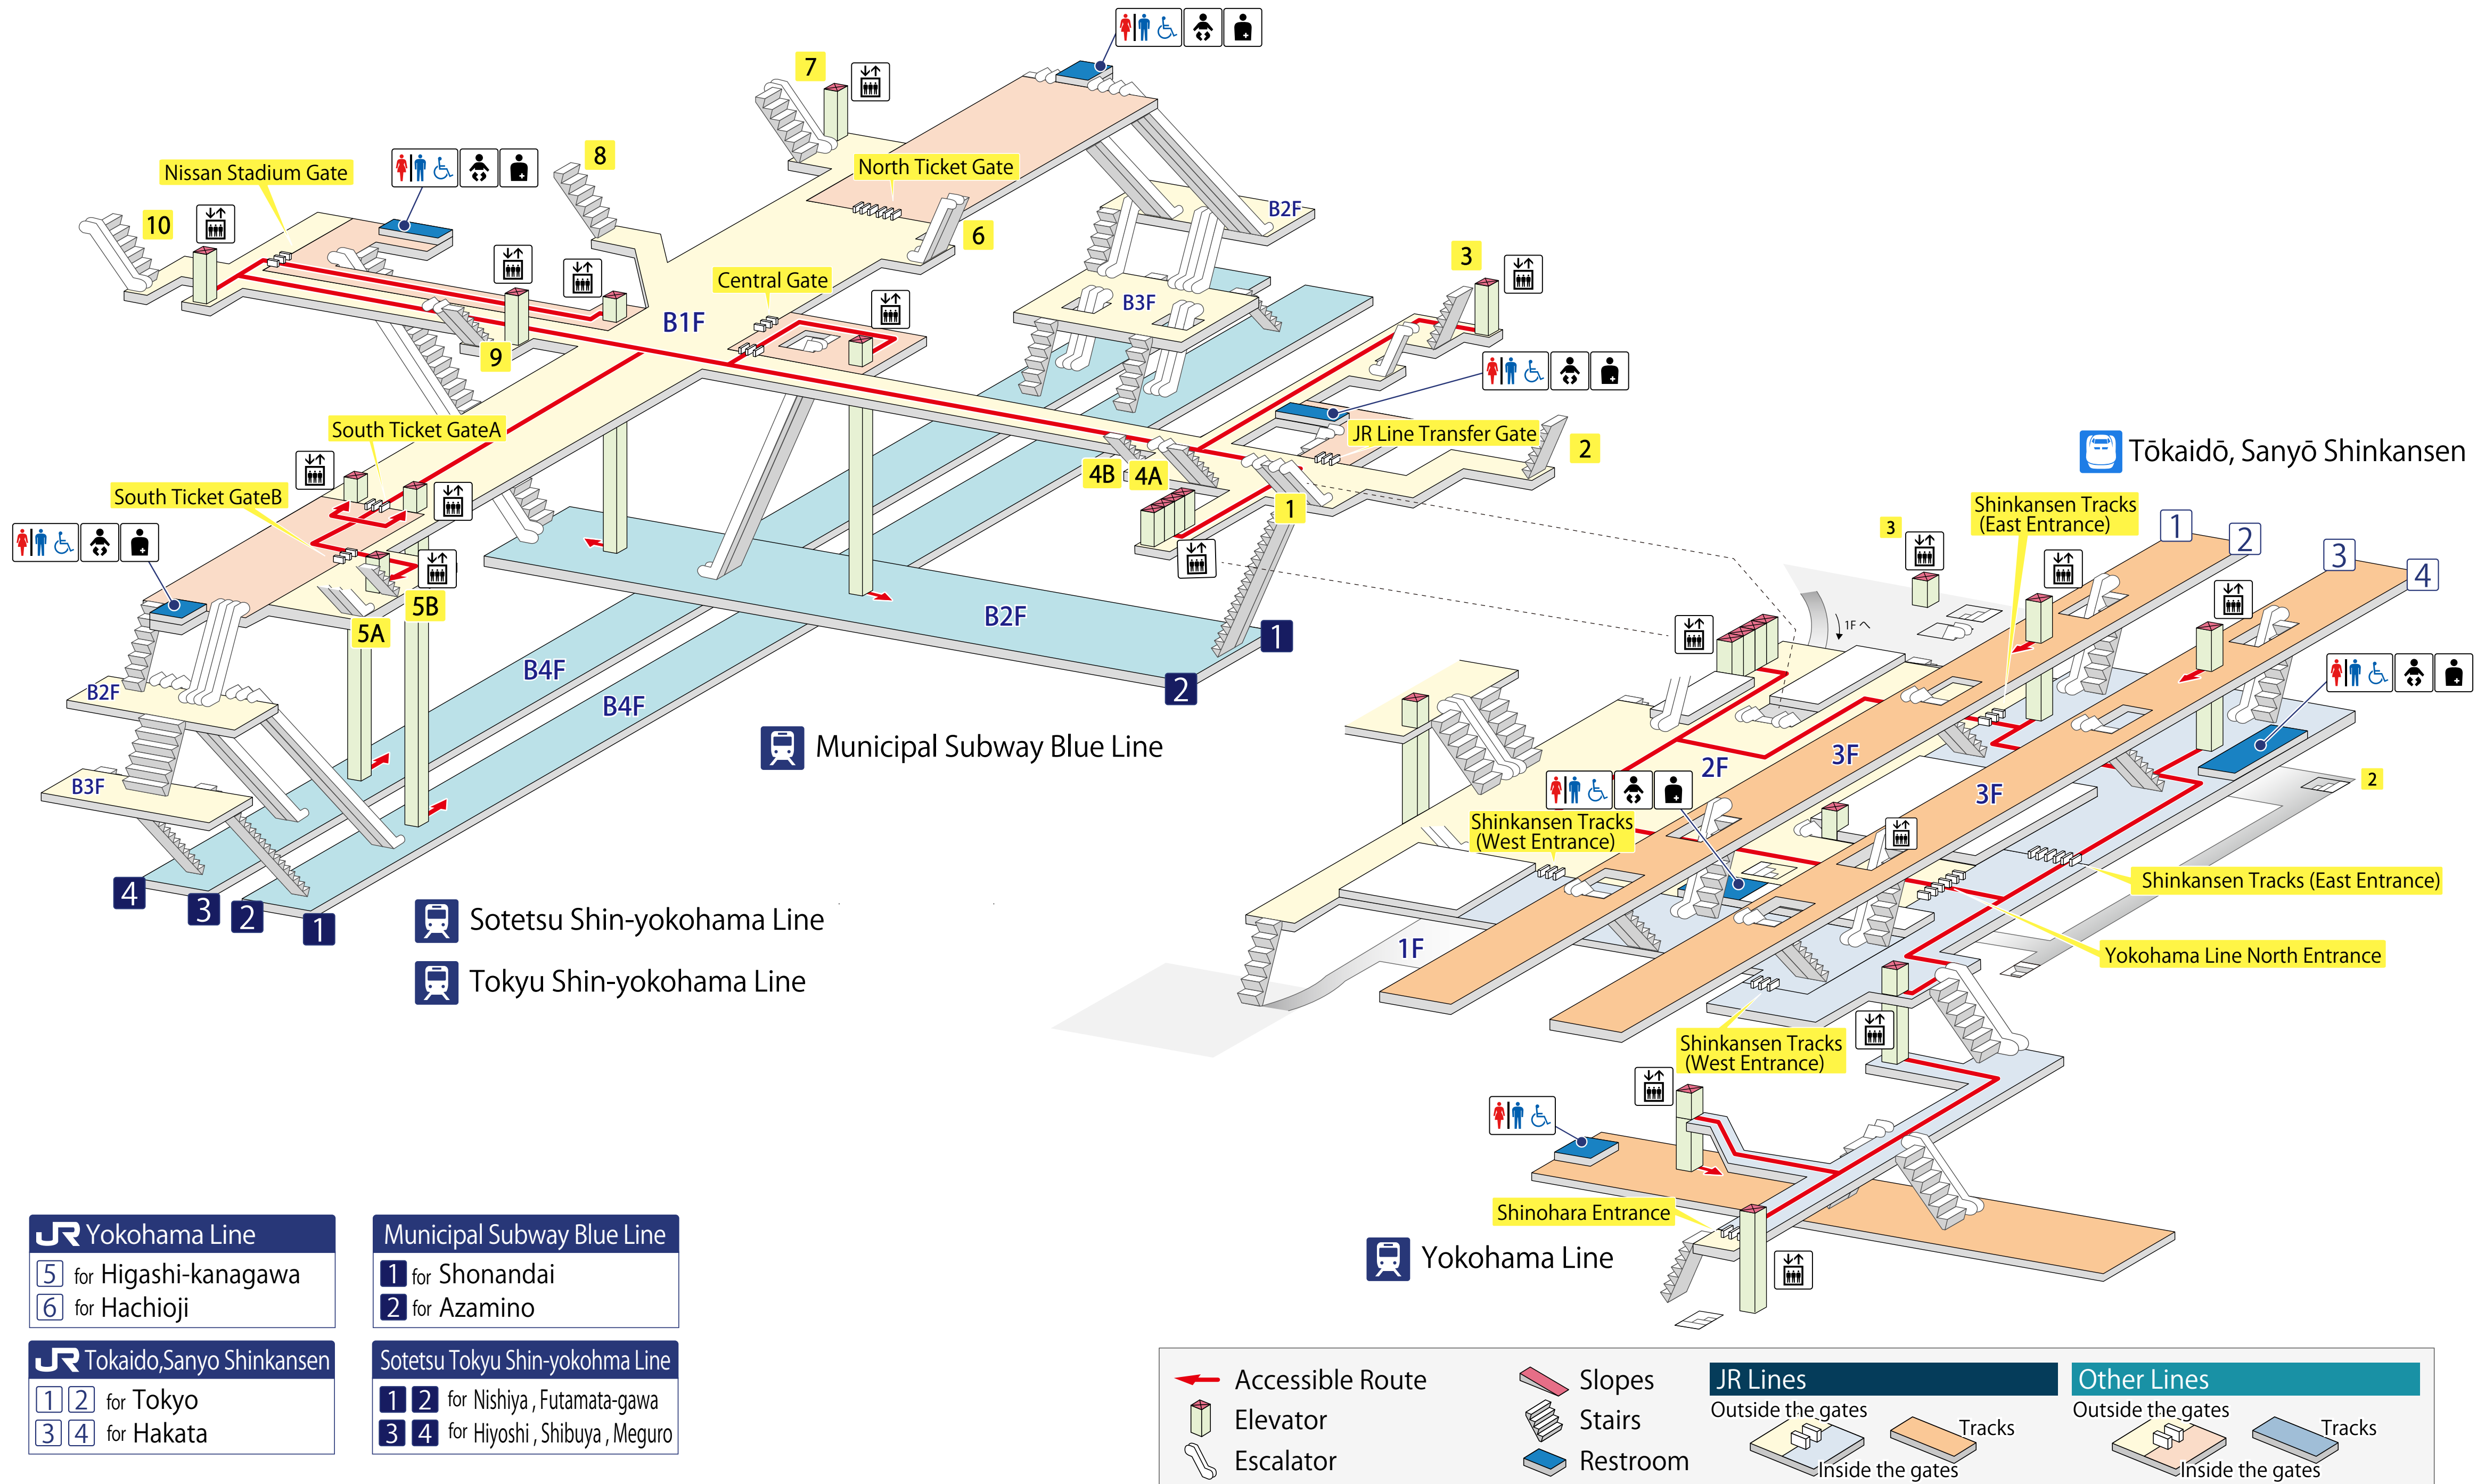 7
8
North Ticket Gate
Nissan Stadium Gate
10
6
B2F
3
Central Gate
B3F
B1F
9
South Ticket GateA
JR Line Transfer Gate
2
4B
4A
1
South Ticket GateB
5B
5A
B2F
1
2
B4F
B4F
B2F
B3F
4
3
2
1
Municipal Subway Blue Line
Sotetsu Shin-yokohama Line
Tokyu Shin-yokohama Line
Tōkaidō, Sanyō Shinkansen
Shinkansen Tracks
(East Entrance)
1
2
3
4
3
1Fへ
2F
3F
3F
2
Shinkansen Tracks
(West Entrance)
Shinkansen Tracks (East Entrance)
1F
Yokohama Line North Entrance
Shinkansen Tracks
(West Entrance)
Shinohara Entrance
Yokohama Line
JR Yokohama Line
5 for Higashi-kanagawa
6 for Hachioji
Municipal Subway Blue Line
1 for Shonandai
2 for Azamino
JR Tokaido,Sanyo Shinkansen
1 2 for Tokyo
3 4 for Hakata
Sotetsu Tokyu Shin-yokohma Line
1 2 for Nishiya , Futamata-gawa
3 4 for Hiyoshi , Shibuya , Meguro
Accessible Route
Elevator
Escalator
Slopes
Stairs
Restroom
JR Lines
Outside the gates
Tracks
Inside the gates
Other Lines
Outside the gates
Tracks
Inside the gates